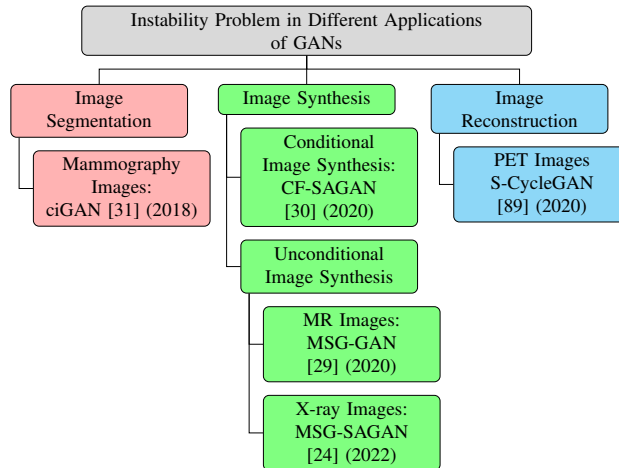 Instability Problem in Different Applications
of GANs
Image
Segmentation
Mammography
Images:
ciGAN [31] (2018)
Image Synthesis
Conditional
Image Synthesis:
CF-SAGAN
[30] (2020)
Unconditional
Image Synthesis
MR Images:
MSG-GAN
[29] (2020)
X-ray Images:
MSG-SAGAN
[24] (2022)
Image
Reconstruction
PET Images
S-CycleGAN
[89] (2020)